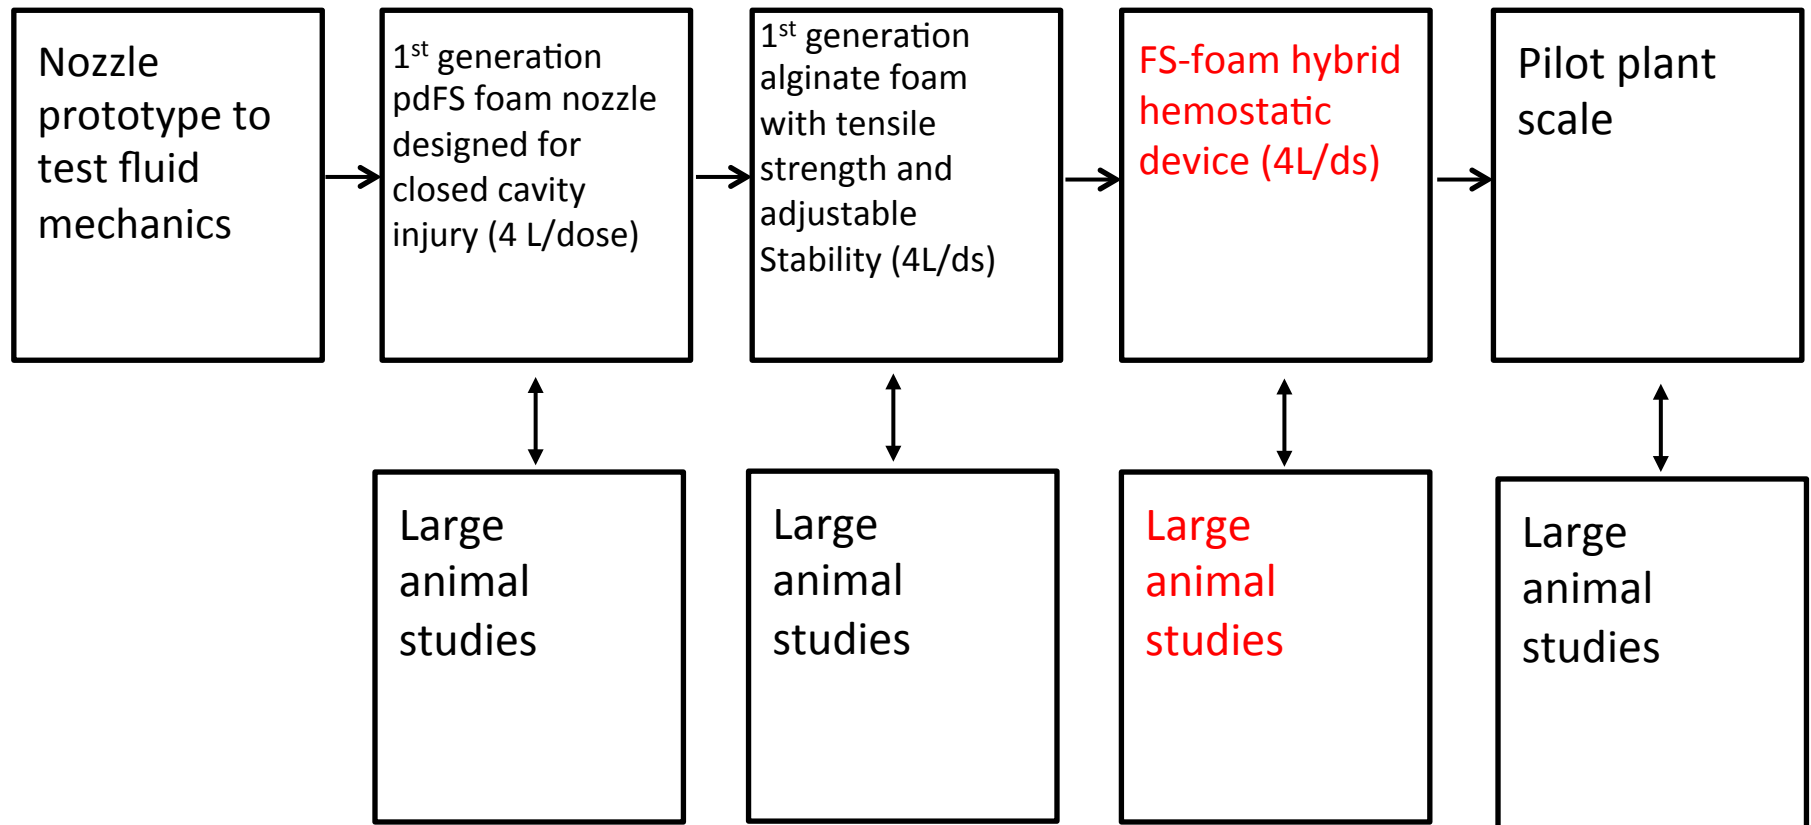 Nozzle
prototype to
test fluid
mechanics
1st generation
pdFS foam nozzle
designed for
closed cavity
injury (4 L/dose)
1st generation
alginate foam
with tensile
strength and
adjustable
Stability (4L/ds)
FS-foam hybrid
hemostatic
device (4L/ds)
Pilot plant
scale
Large
animal
studies
Large
animal
studies
Large
animal
studies
Large
animal
studies